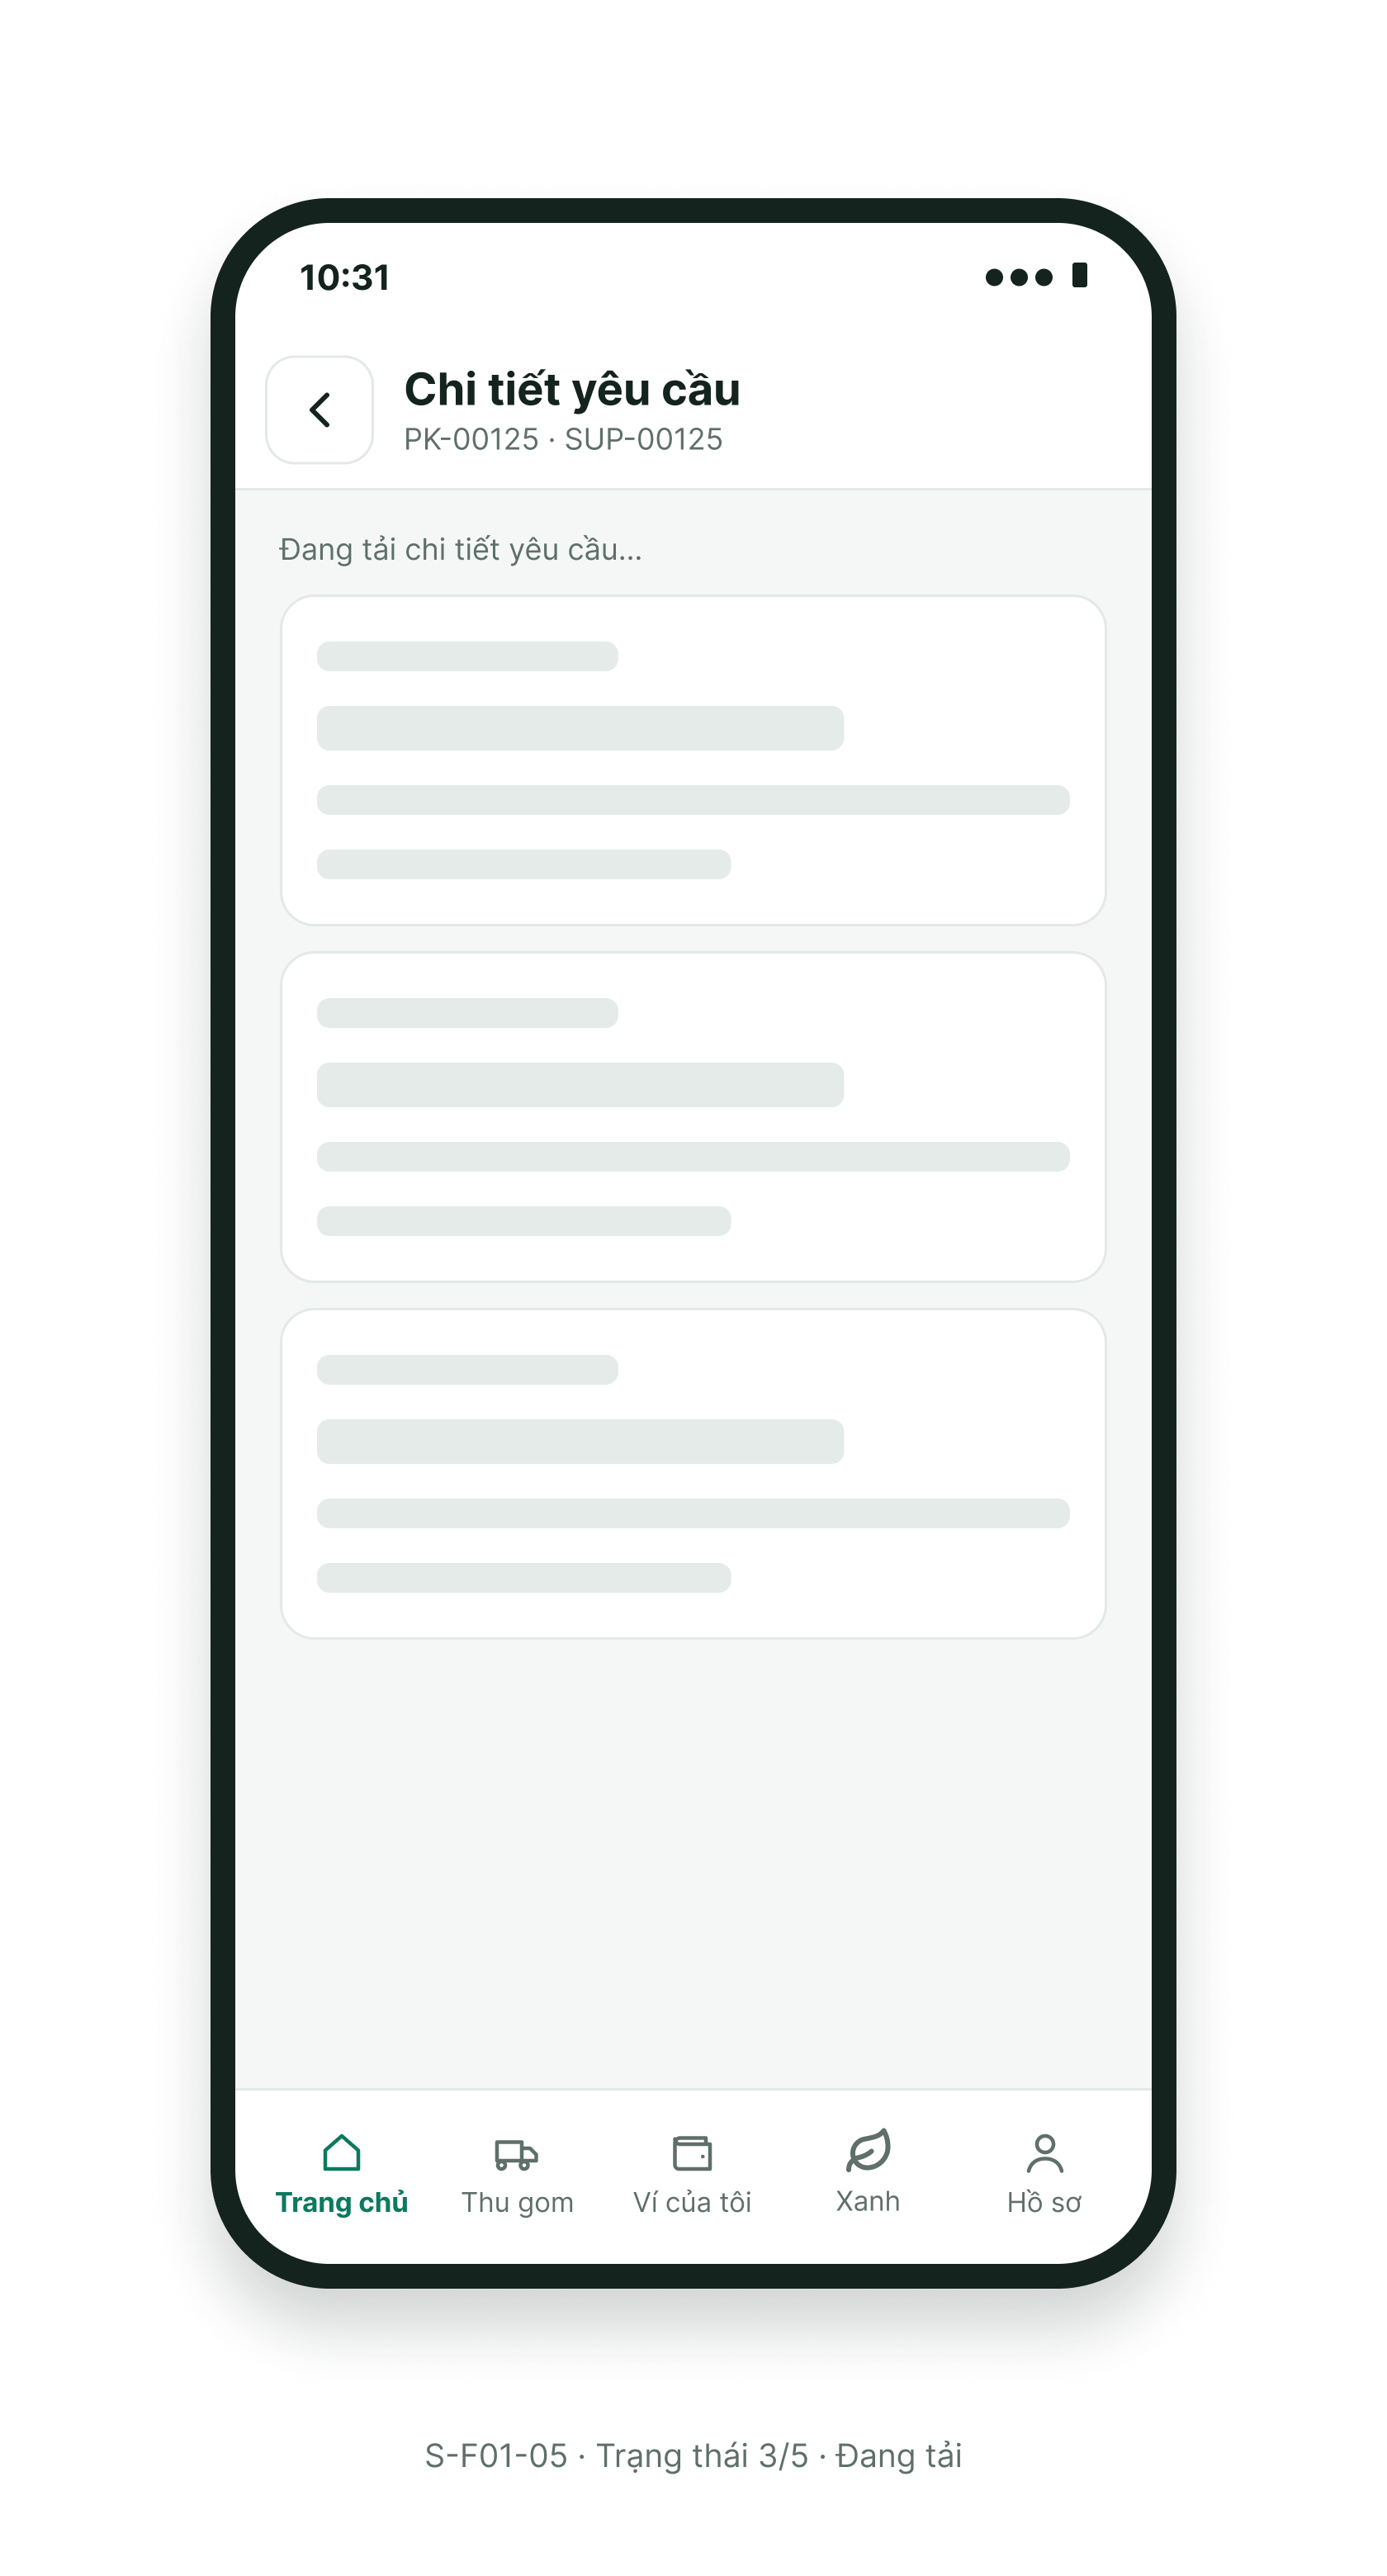 10:31
Chi tiết yêu cầu
PK-00125 · SUP-00125
Đang tải chi tiết yêu cầu...
Trang chủ
Thu gom
Ví của tôi
Xanh
Hồ sơ
S-F01-05 · Trạng thái 3/5 · Đang tải